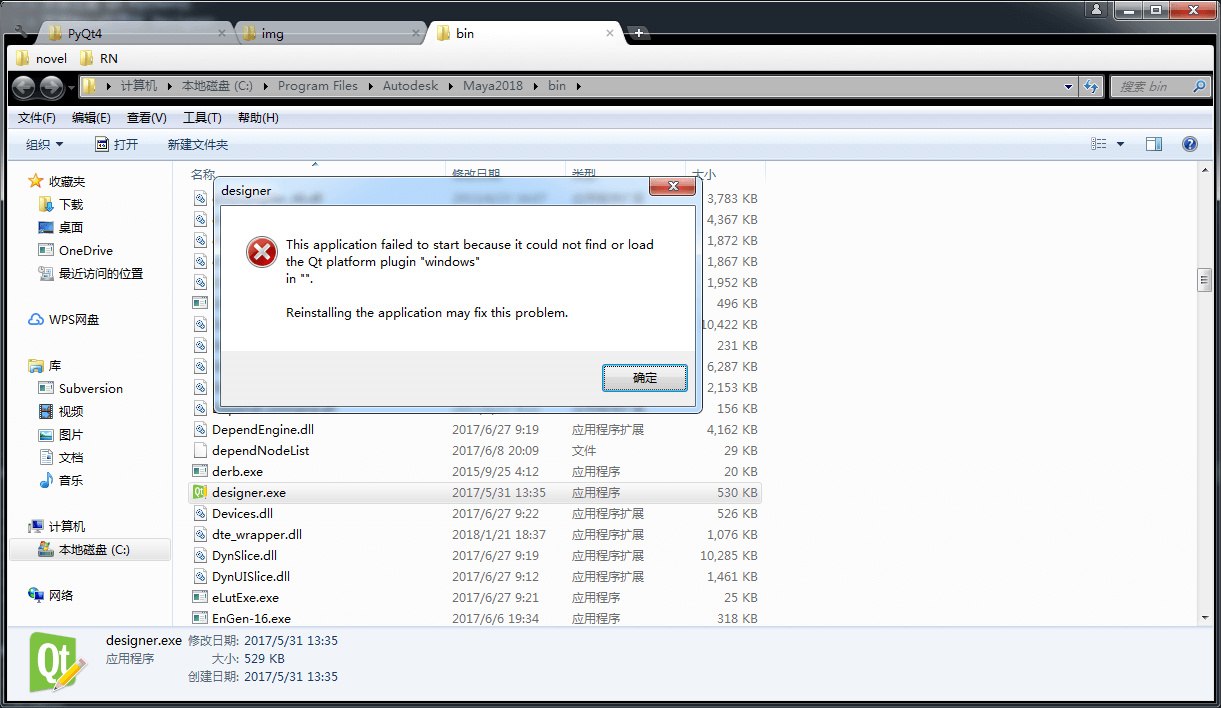 PyQt4
img
bin
novel
RN
计算机
本地磁盘 (C:)
Program Files
Autodesk
Maya2018
bin
搜索 bin
文件(F)
编辑(E)
查看(V)
工具(T)
帮助(H)
组织
打开
新建文件夹
收藏夹
下载
桌面
OneDrive
最近访问的位置
WPS网盘
库
Subversion
视频
图片
文档
音乐
计算机
本地磁盘 (C:)
网络
名称
修改日期
类型
大小
3,783 KB
4,367 KB
1,872 KB
1,867 KB
1,952 KB
496 KB
10,422 KB
231 KB
6,287 KB
2,153 KB
156 KB
designer
This application failed to start because it could not find or load
the Qt platform plugin "windows"
in "".
Reinstalling the application may fix this problem.
确定
DependEngine.dll 2017/6/27 9:19 应用程序扩展 4,162 KB
dependNodeList 2017/6/8 20:09 文件 29 KB
derb.exe 2015/9/25 4:12 应用程序 20 KB
designer.exe 2017/5/31 13:35 应用程序 530 KB
Devices.dll 2017/6/27 9:22 应用程序扩展 526 KB
dte_wrapper.dll 2018/1/21 18:37 应用程序扩展 1,076 KB
DynSlice.dll 2017/6/27 9:19 应用程序扩展 10,285 KB
DynUISlice.dll 2017/6/27 9:12 应用程序扩展 1,461 KB
eLutExe.exe 2017/6/27 9:21 应用程序 25 KB
EnGen-16.exe 2017/6/6 19:34 应用程序 318 KB
Qt
designer.exe 修改日期: 2017/5/31 13:35
应用程序 大小: 529 KB
创建日期: 2017/5/31 13:35